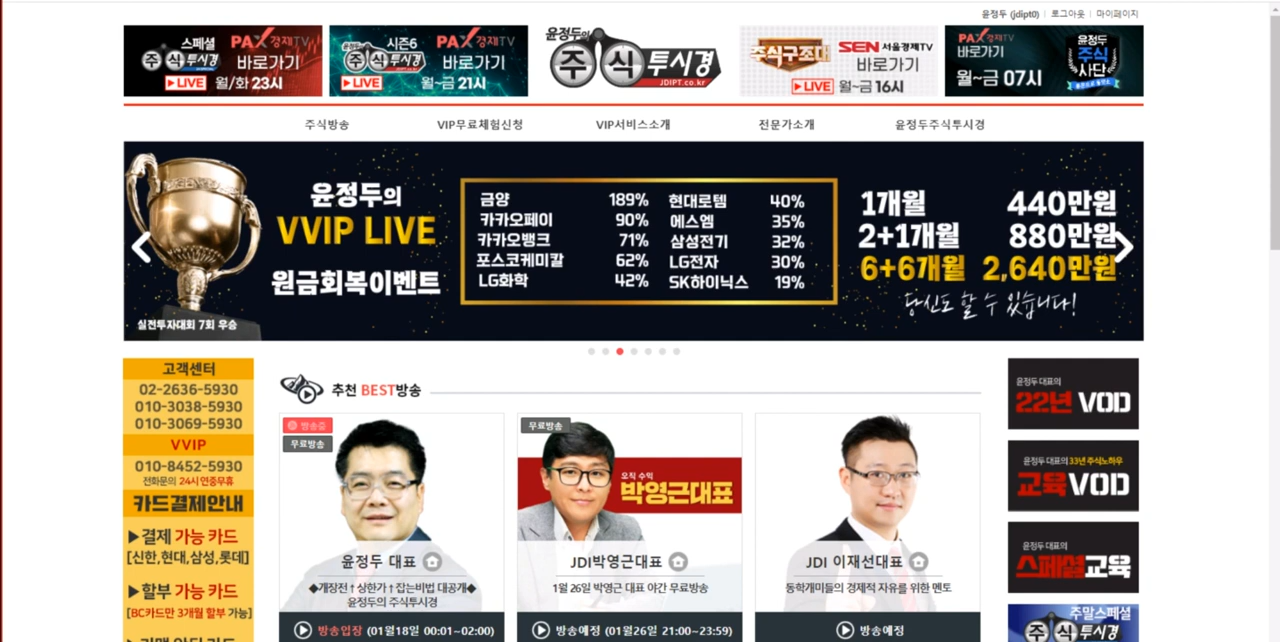 윤정두 (jdipt0) | 로그아웃 | 마이페이지
스페셜 주식투시경 PAX경제TV 바로가기
▶LIVE 월/화 23시
윤정두의 주식투시경 시즌6 PAX경제TV 바로가기
▶LIVE 월~금 21시
윤정두의
주식투시경
JDIPT.co.kr
주식구조대 SEN 서울경제TV 바로가기
▶LIVE 월~금 16시
PAX경제TV 바로가기
월~금 07시
윤정두 주식 사단
주식방송 VIP무료체험신청 VIP서비스소개 전문가소개 윤정두주식투시경
윤정두의
VVIP LIVE
원금회복이벤트
실전투자대회 7회 우승
금양 189% 현대로템 40%
카카오페이 90% 에스엠 35%
카카오뱅크 71% 삼성전기 32%
포스코케미칼 62% LG전자 30%
LG화학 42% SK하이닉스 19%
1개월 440만원
2+1개월 880만원
6+6개월 2,640만원
당신도 할 수 있습니다!
고객센터
02-2636-5930
010-3038-5930
010-3069-5930
VVIP
010-8452-5930
전화문의 24시 연중무휴
카드결제안내
▶결제 가능 카드
[신한,현대,삼성,롯데]
▶할부 가능 카드
[BC카드만 3개월 할부 가능]
추천 BEST방송
방송중
무료방송
윤정두 대표
◆개장전↑상한가↑잡는비법 대공개◆
윤정두의 주식투시경
방송입장 (01월18일 00:01~02:00)
무료방송
오직 수익
박영근대표
JDI박영근대표
1월 26일 박영근 대표 야간 무료방송
방송예정 (01월26일 21:00~23:59)
JDI 이재선대표
동학개미들의 경제적 자유를 위한 멘토
방송예정
윤정두 대표의
22년 VOD
윤정두 대표의 33년 주식노하우
교육VOD
윤정두 대표의
스페셜교육
주말스페셜
주식투시경